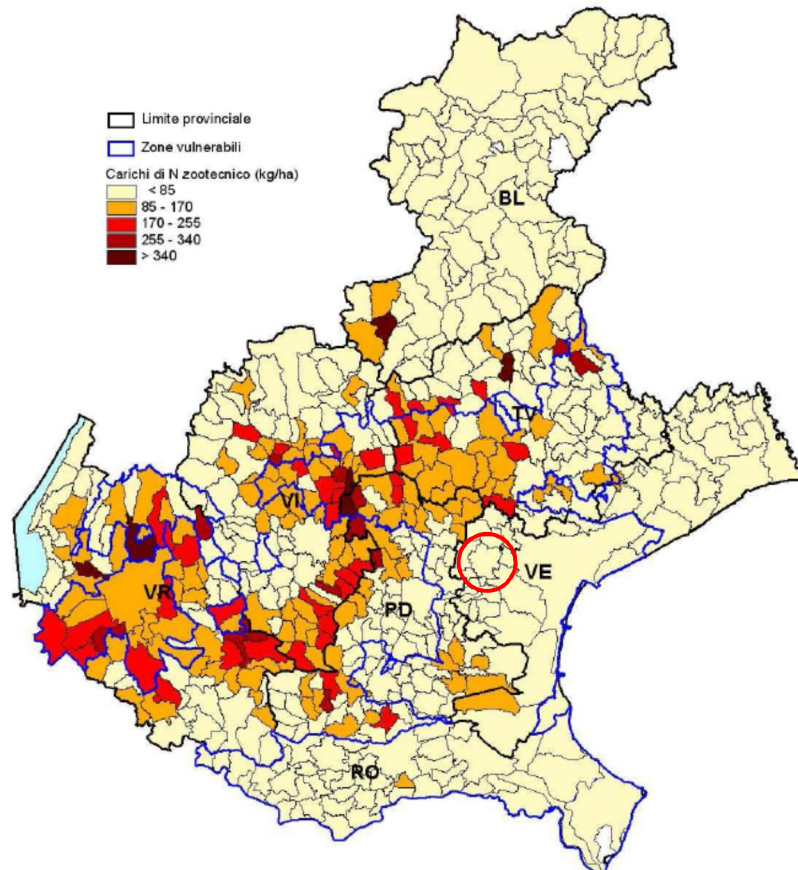 Limite provinciale
Zone vulnerabili
Carichi di N zootecnico (kg/ha)
< 85
85 - 170
170 - 255
255 - 340
> 340
BL
TV
VI
VE
VR
PD
RO